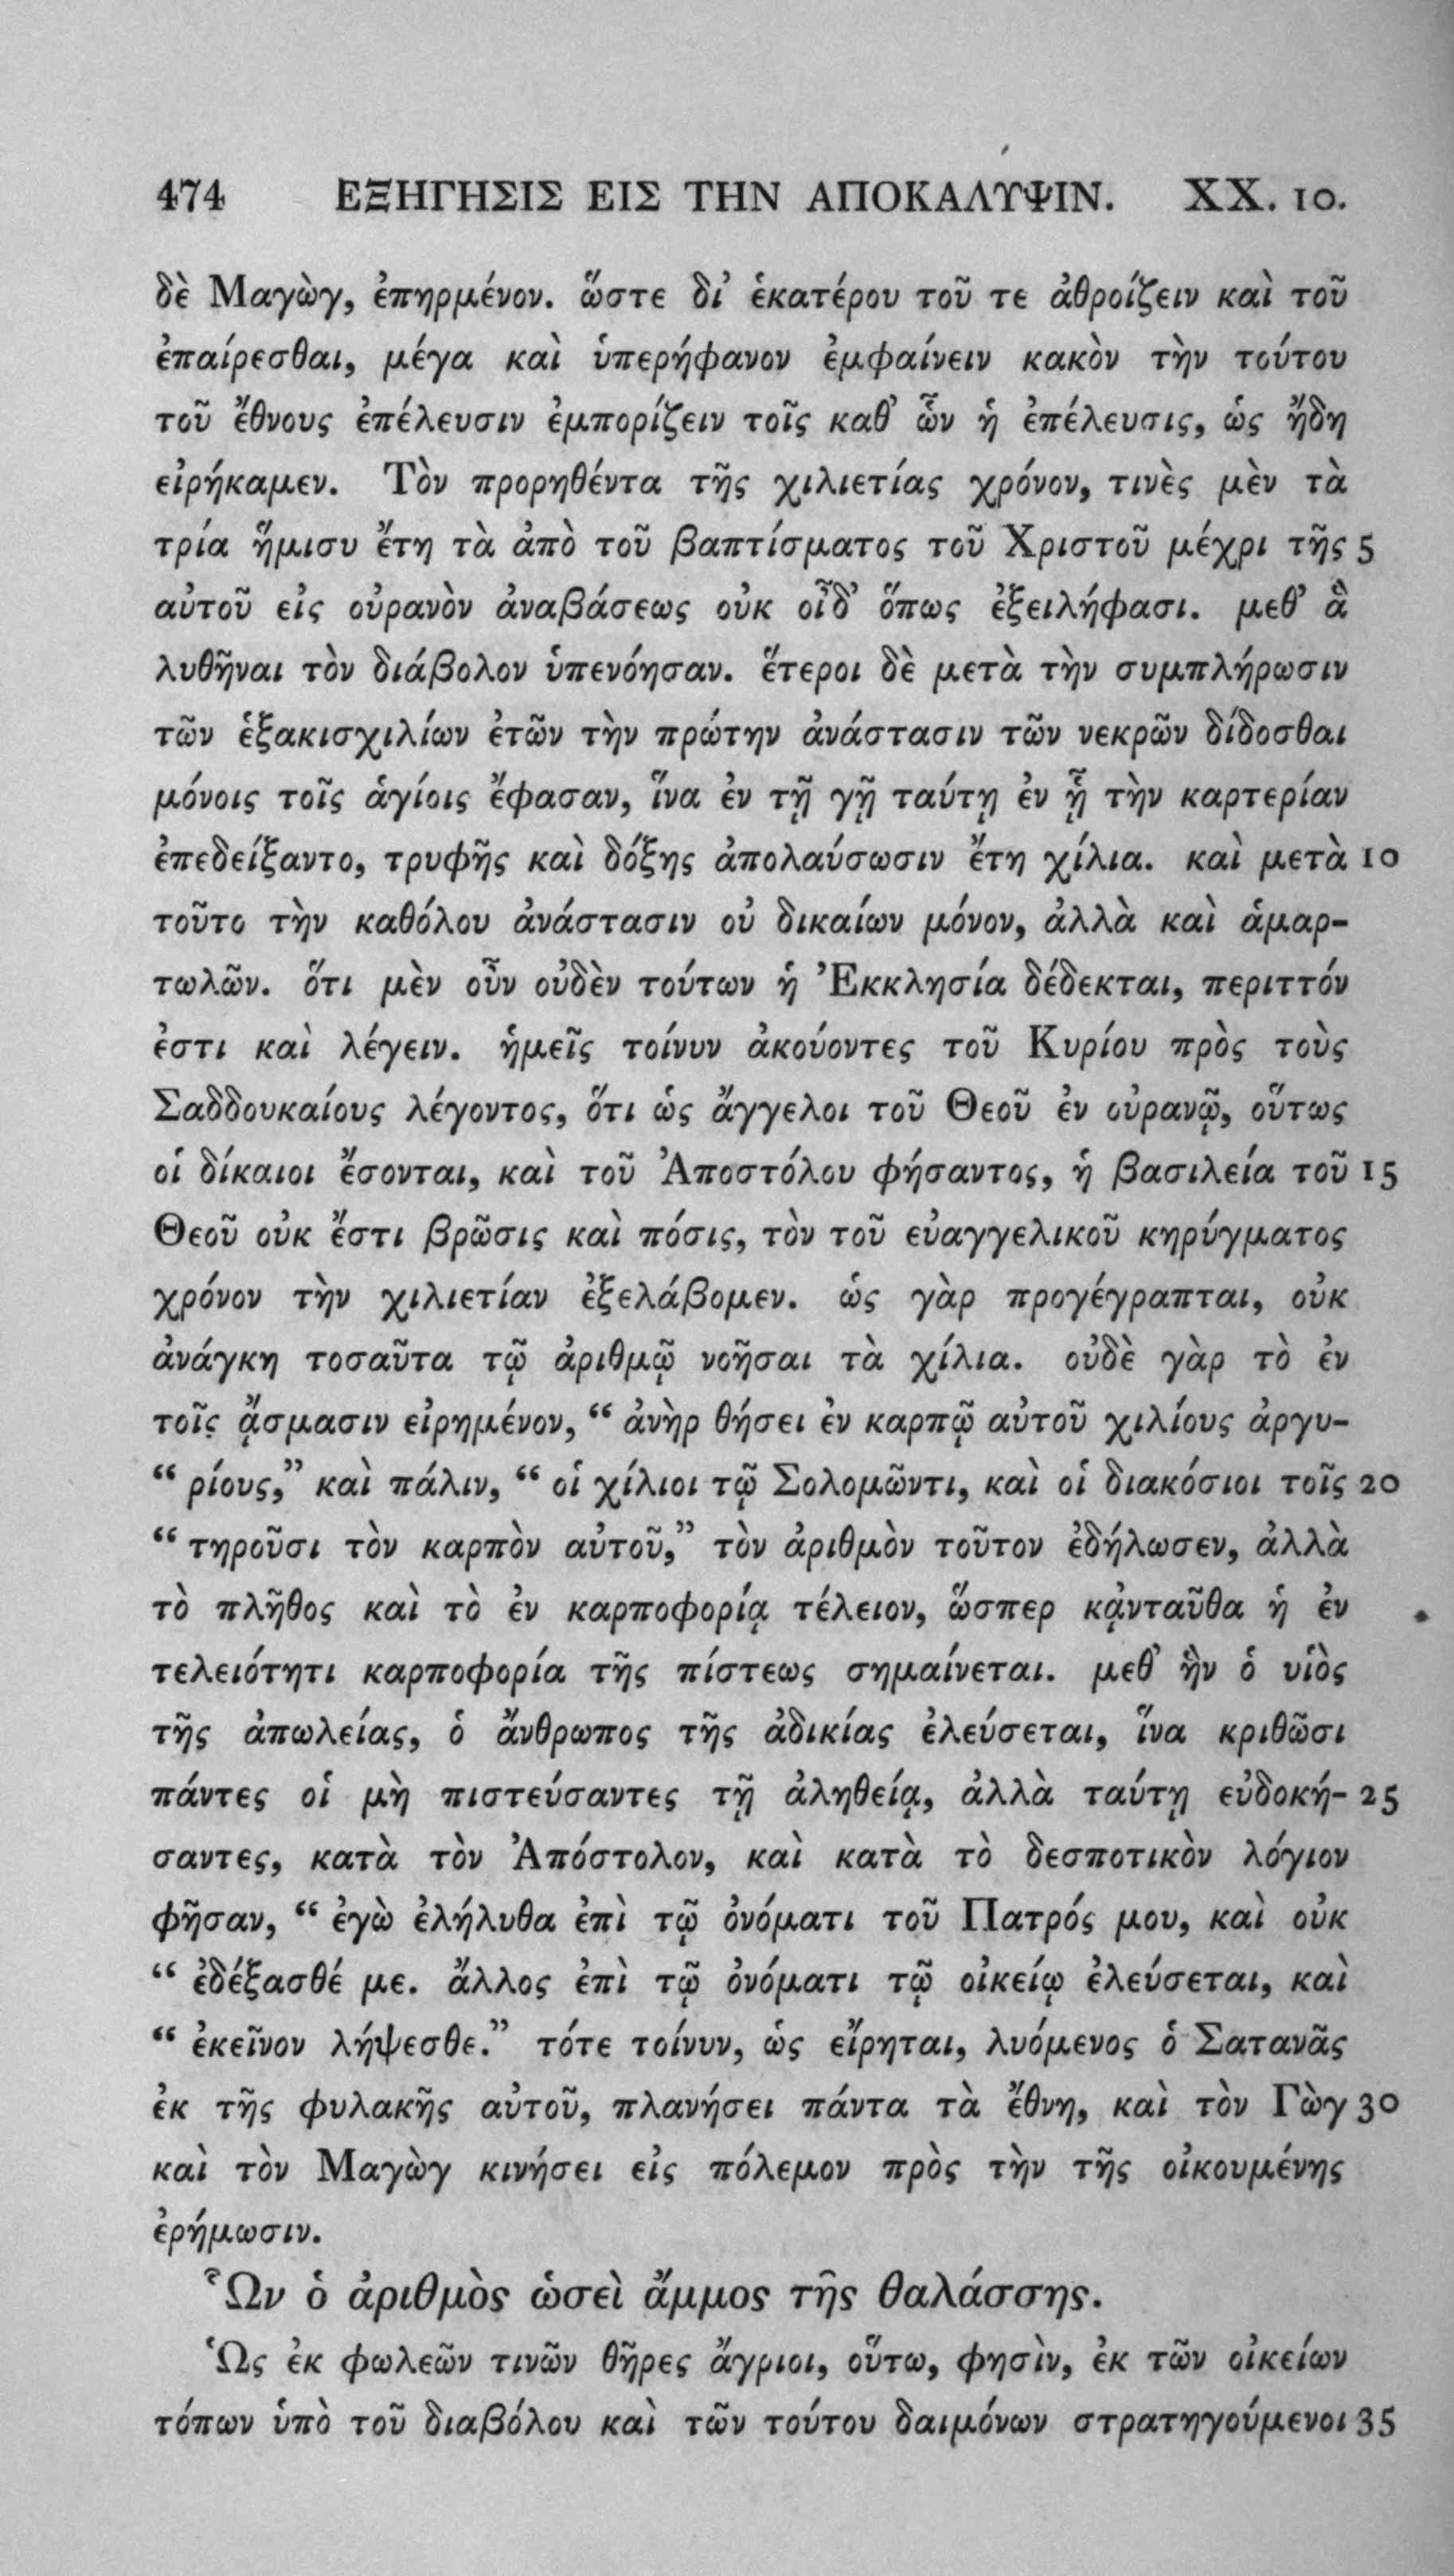 474 ΕΞΗΓΗΣΙΣ ΕΙΣ ΤΗΝ ΑΠΟΚΑΛΥΨΙΝ. XX. 10.
δὲ Μαγὼγ, ἐπηρμένον. ὥστε δι᾽ ἑκατέρου τοῦ τε ἀθροίζειν καὶ τοῦ
ἐπαίρεσθαι, μέγα καὶ ὑπερήφανον ἐμφαίνειν κακὸν τὴν τούτου
τοῦ ἔθνους ἐπέλευσιν ἐμπορίζειν τοῖς καθ᾽ ὧν ἡ ἐπέλευσις, ὡς ἤδη
εἰρήκαμεν. Τὸν προρηθέντα τῆς χιλιετίας χρόνον, τινὲς μὲν τὰ
τρία ἥμισυ ἔτη τὰ ἀπὸ τοῦ βαπτίσματος τοῦ Χριστοῦ μέχρι τῆς 5
αὐτοῦ εἰς οὐρανὸν ἀναβάσεως οὐκ οἶδ᾽ ὅπως ἐξειλήφασι. μεθ᾽ ἃ
λυθῆναι τὸν διάβολον ὑπενόησαν. ἕτεροι δὲ μετὰ τὴν συμπλήρωσιν
τῶν ἑξακισχιλίων ἐτῶν τὴν πρώτην ἀνάστασιν τῶν νεκρῶν δίδοσθαι
μόνοις τοῖς ἁγίοις ἔφασαν, ἵνα ἐν τῇ γῇ ταύτῃ ἐν ᾗ τὴν καρτερίαν
ἐπεδείξαντο, τρυφῆς καὶ δόξης ἀπολαύσωσιν ἔτη χίλια. καὶ μετὰ 10
τοῦτο τὴν καθόλου ἀνάστασιν οὐ δικαίων μόνον, ἀλλὰ καὶ ἁμαρ-
τωλῶν. ὅτι μὲν οὖν οὐδὲν τούτων ἡ Ἐκκλησία δέδεκται, περιττόν
ἐστι καὶ λέγειν. ἡμεῖς τοίνυν ἀκούοντες τοῦ Κυρίου πρὸς τοὺς
Σαδδουκαίους λέγοντος, ὅτι ὡς ἄγγελοι τοῦ Θεοῦ ἐν οὐρανῷ, οὕτως
οἱ δίκαιοι ἔσονται, καὶ τοῦ Ἀποστόλου φήσαντος, ἡ βασιλεία τοῦ 15
Θεοῦ οὐκ ἔστι βρῶσις καὶ πόσις, τὸν τοῦ εὐαγγελικοῦ κηρύγματος
χρόνον τὴν χιλιετίαν ἐξελάβομεν. ὡς γὰρ προγέγραπται, οὐκ
ἀνάγκη τοσαῦτα τῷ ἀριθμῷ νοῆσαι τὰ χίλια. οὐδὲ γὰρ τὸ ἐν
τοῖς ᾄσμασιν εἰρημένον, “ ἀνὴρ θήσει ἐν καρπῷ αὐτοῦ χιλίους ἀργυ-
“ ρίους,” καὶ πάλιν, “ οἱ χίλιοι τῷ Σολομῶντι, καὶ οἱ διακόσιοι τοῖς 20
“ τηροῦσι τὸν καρπὸν αὐτοῦ,” τὸν ἀριθμὸν τοῦτον ἐδήλωσεν, ἀλλὰ
τὸ πλῆθος καὶ τὸ ἐν καρποφορίᾳ τέλειον, ὥσπερ κᾀνταῦθα ἡ ἐν
τελειότητι καρποφορία τῆς πίστεως σημαίνεται. μεθ᾽ ἣν ὁ υἱὸς
τῆς ἀπωλείας, ὁ ἄνθρωπος τῆς ἀδικίας ἐλεύσεται, ἵνα κριθῶσι
πάντες οἱ μὴ πιστεύσαντες τῇ ἀληθείᾳ, ἀλλὰ ταύτῃ εὐδοκή- 25
σαντες, κατὰ τὸν Ἀπόστολον, καὶ κατὰ τὸ δεσποτικὸν λόγιον
φῆσαν, “ ἐγὼ ἐλήλυθα ἐπὶ τῷ ὀνόματι τοῦ Πατρός μου, καὶ οὐκ
“ ἐδέξασθέ με. ἄλλος ἐπὶ τῷ ὀνόματι τῷ οἰκείῳ ἐλεύσεται, καὶ
“ ἐκεῖνον λήψεσθε.” τότε τοίνυν, ὡς εἴρηται, λυόμενος ὁ Σατανᾶς
ἐκ τῆς φυλακῆς αὐτοῦ, πλανήσει πάντα τὰ ἔθνη, καὶ τὸν Γὼγ 30
καὶ τὸν Μαγὼγ κινήσει εἰς πόλεμον πρὸς τὴν τῆς οἰκουμένης
ἐρήμωσιν.
Ὧν ὁ ἀριθμὸς ὡσεὶ ἄμμος τῆς θαλάσσης.
Ὡς ἐκ φωλεῶν τινῶν θῆρες ἄγριοι, οὕτω, φησὶν, ἐκ τῶν οἰκείων
τόπων ὑπὸ τοῦ διαβόλου καὶ τῶν τούτου δαιμόνων στρατηγούμενοι 35